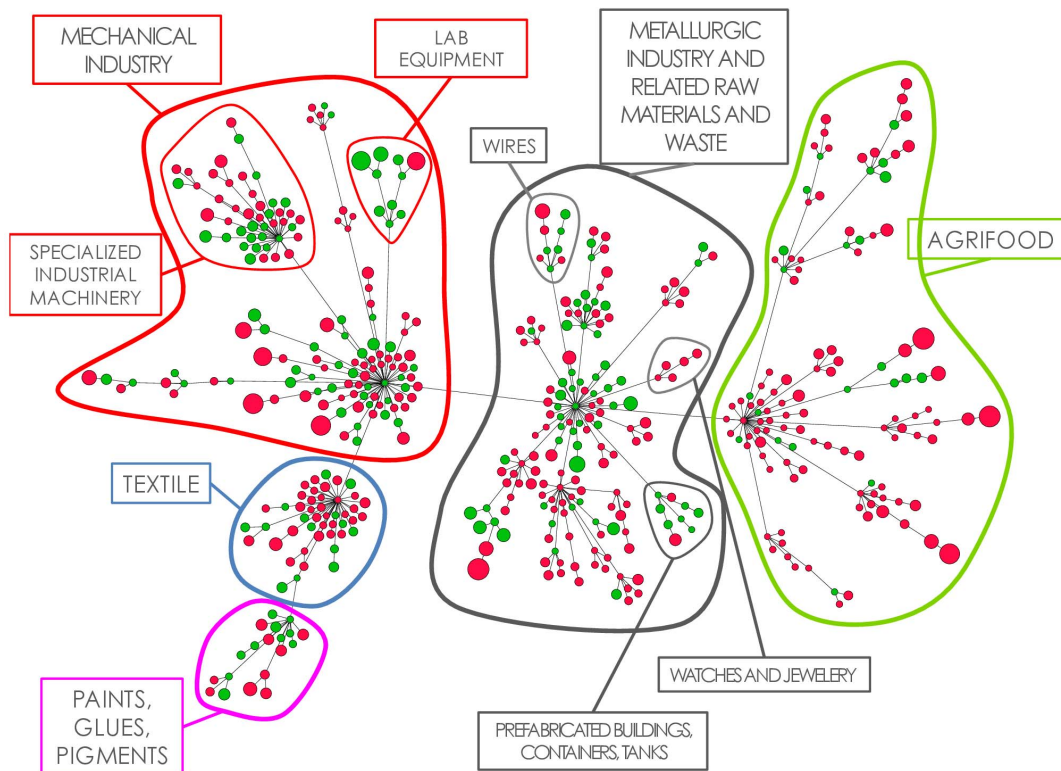 MECHANICAL
INDUSTRY
LAB
EQUIPMENT
METALLURGIC
INDUSTRY AND
RELATED RAW
MATERIALS AND
WASTE
WIRES
SPECIALIZED
INDUSTRIAL
MACHINERY
AGRIFOOD
TEXTILE
WATCHES AND JEWELERY
PAINTS,
GLUES,
PIGMENTS
PREFABRICATED BUILDINGS,
CONTAINERS, TANKS